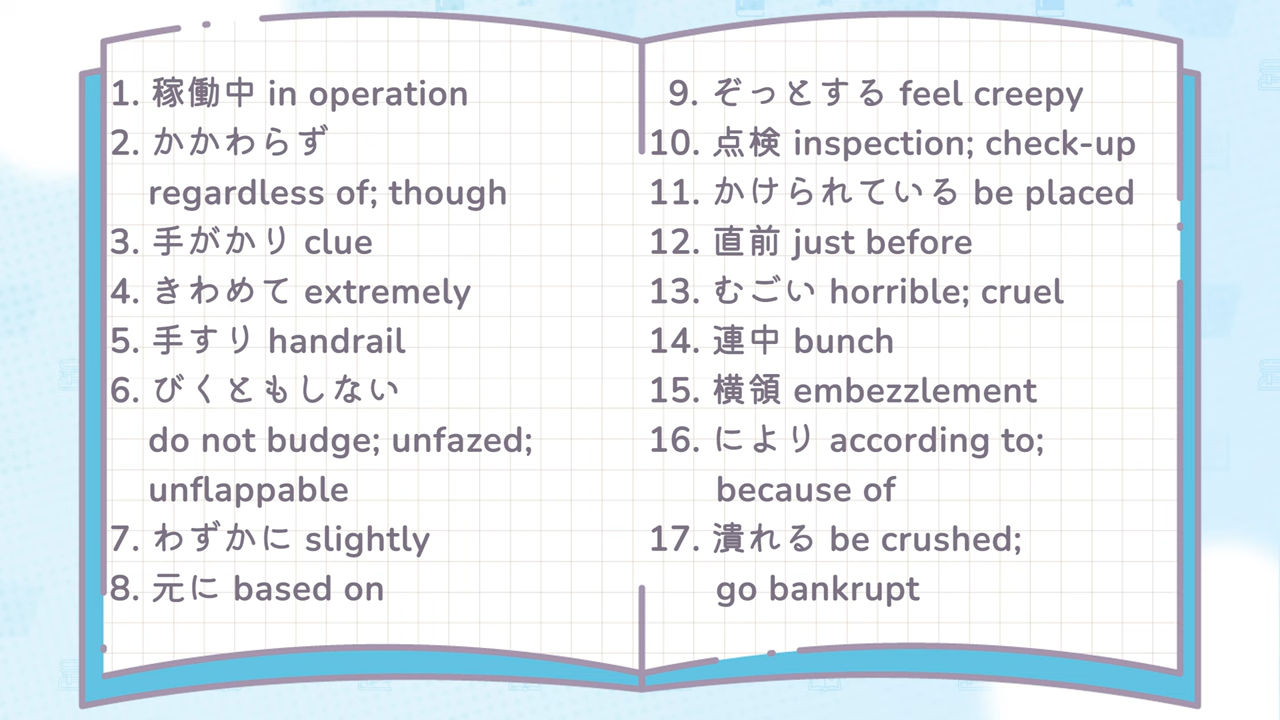 1. 稼働中 in operation
2. かかわらず
regardless of; though
3. 手がかり clue
4. きわめて extremely
5. 手すり handrail
6. びくともしない
do not budge; unfazed;
unflappable
7. わずかに slightly
8. 元に based on
9. ぞっとする feel creepy
10. 点検 inspection; check-up
11. かけられている be placed
12. 直前 just before
13. むごい horrible; cruel
14. 連中 bunch
15. 横領 embezzlement
16. により according to;
because of
17. 潰れる be crushed;
go bankrupt